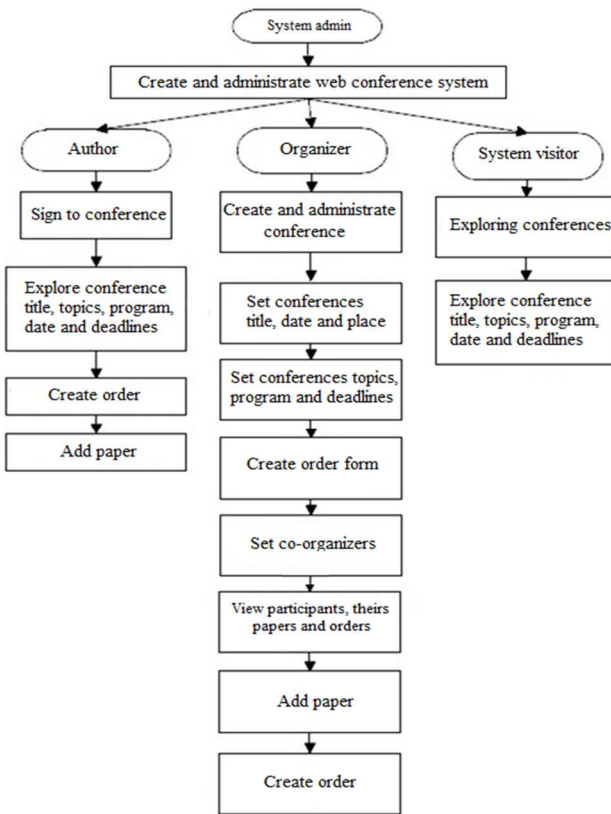 System admin
Create and administrate web conference system
Author
Sign to conference
Explore conference
title, topics, program,
date and deadlines
Create order
Add paper
Organizer
Create and administrate
conference
Set conferences
title, date and place
Set conferences topics,
program and deadlines
Create order form
Set co-organizers
View participants, theirs
papers and orders
Add paper
Create order
System visitor
Exploring conferences
Explore conference
title, topics, program,
date and deadlines